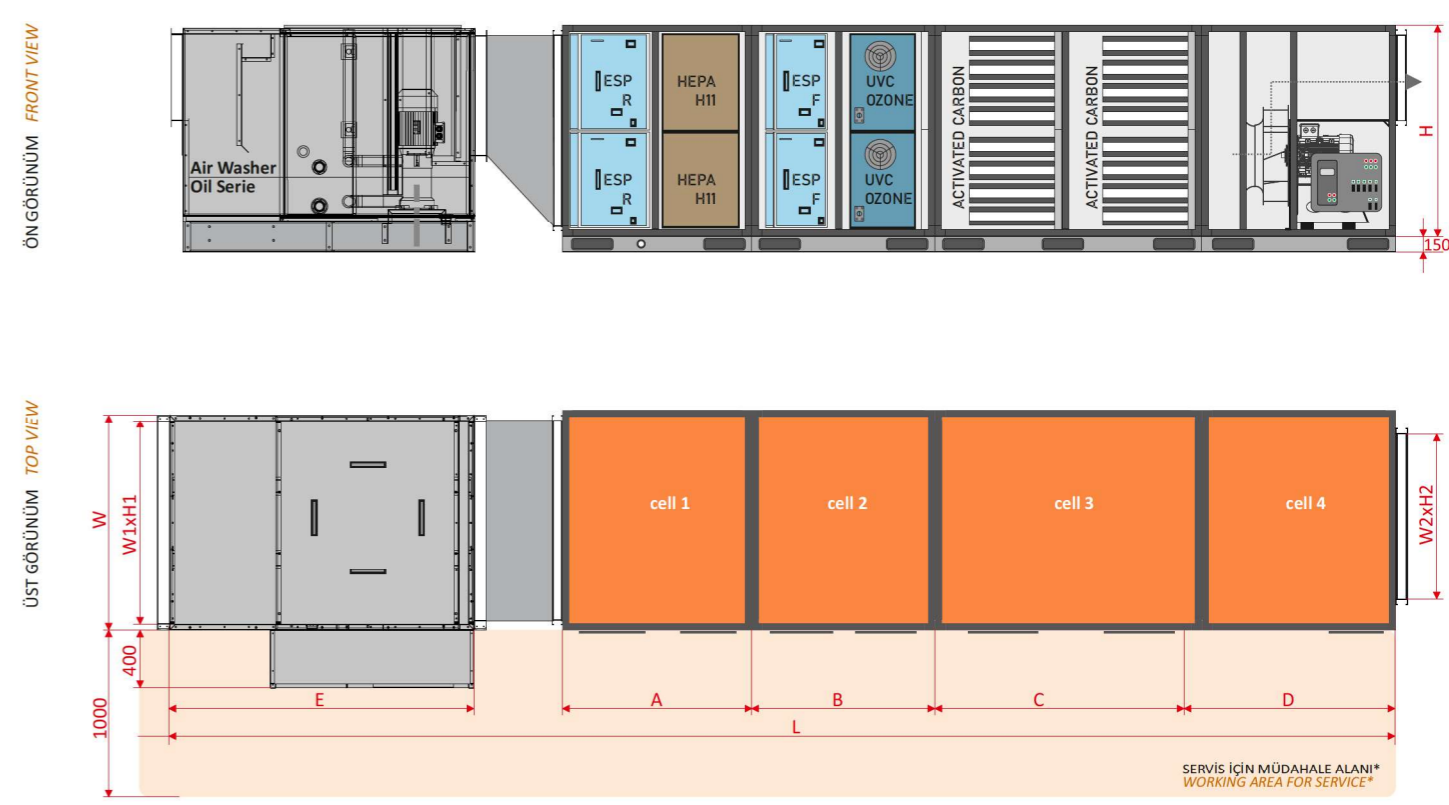 ÖN GÖRÜNÜM FRONT VIEW
Air Washer
Oil Serie
ESP
R
HEPA
H11
ESP
F
UVC
OZONE
ESP
R
HEPA
H11
ESP
F
UVC
OZONE
ACTIVATED CARBON
ACTIVATED CARBON
H
150
ÜST GÖRÜNÜM TOP VIEW
W
W1xH1
cell 1
cell 2
cell 3
cell 4
W2xH2
400
1000
E
A
B
C
D
L
SERVİS İÇİN MÜDAHALE ALANI*
WORKING AREA FOR SERVICE*